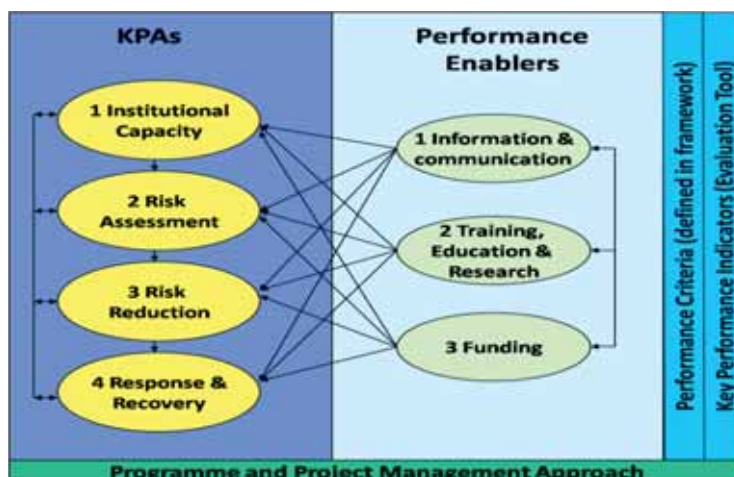 KPAs
1 Institutional
Capacity
2 Risk
Assessment
3 Risk
Reduction
4 Response &
Recovery
Performance
Enablers
1 Information &
communication
2 Training,
Education &
Research
3 Funding
Performance Criteria (defined in framework)
Key Performance Indicators (Evaluation Tool)
Programme and Project Management Approach